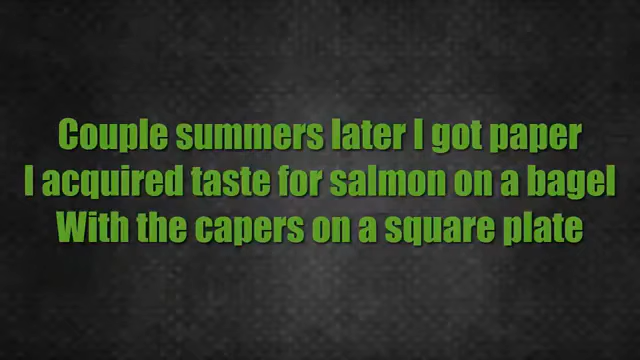 Couple summers later I got paper
I acquired taste for salmon on a bagel
With the capers on a square plate